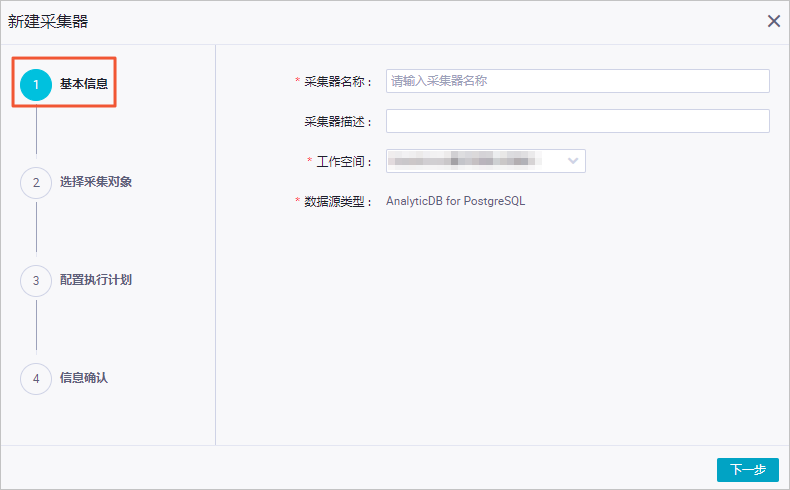 新建采集器
1 基本信息
2 选择采集对象
3 配置执行计划
4 信息确认
* 采集器名称： 请输入采集器名称
采集器描述：
* 工作空间：
* 数据源类型： AnalyticDB for PostgreSQL
下一步